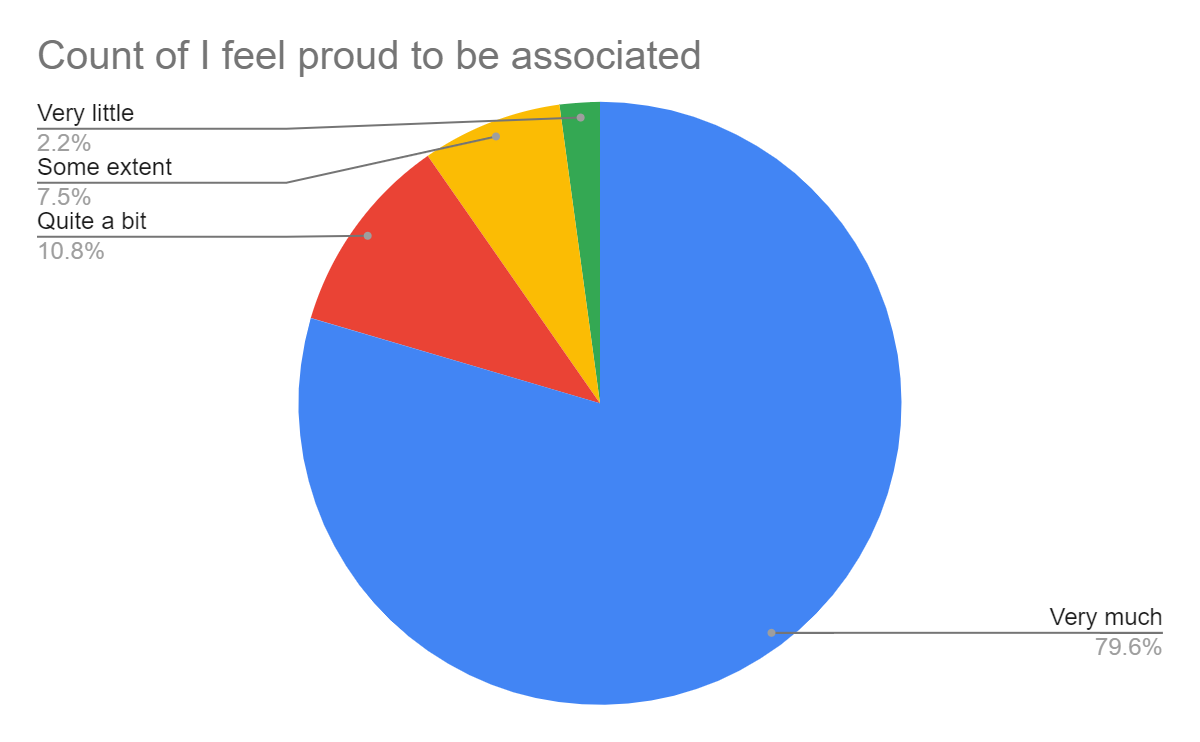 Count of I feel proud to be associated
Very little
2.2%
Some extent
7.5%
Quite a bit
10.8%
Very much
79.6%